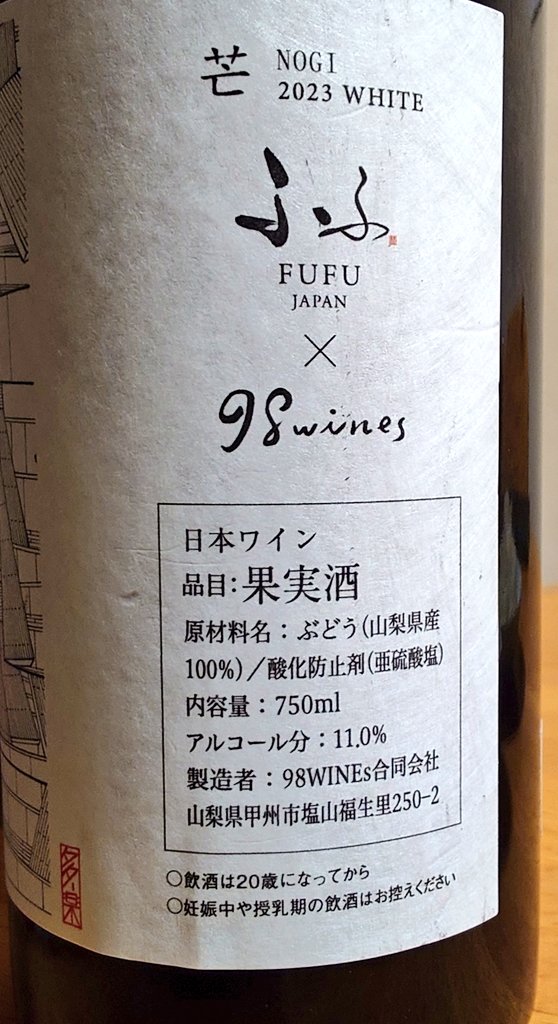 芒 NOGI
2023 WHITE
ふふ
FUFU
JAPAN
×
98wines
日本ワイン
品目:果実酒
原材料名：ぶどう(山梨県産
100%)／酸化防止剤(亜硫酸塩)
内容量：750ml
アルコール分：11.0%
製造者：98WINEs合同会社
山梨県甲州市塩山福生里250-2
○飲酒は20歳になってから
○妊娠中や授乳期の飲酒はお控えください